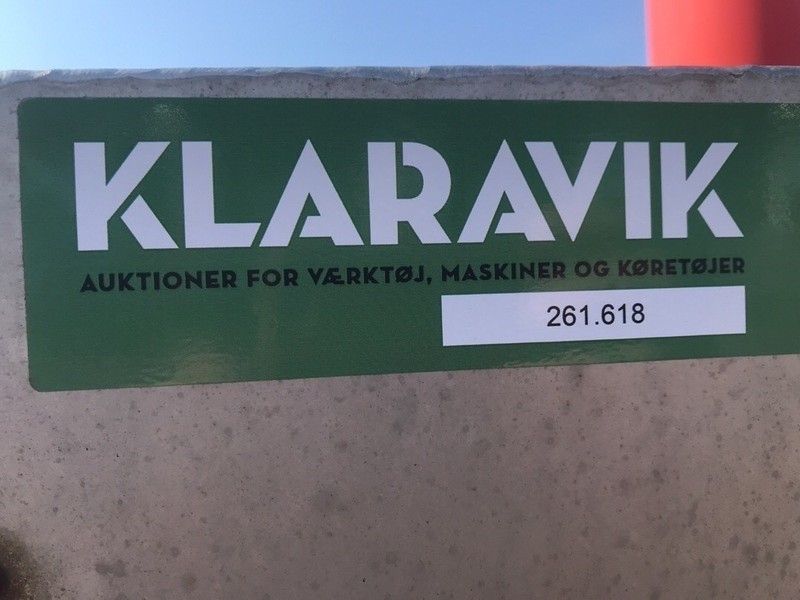 KLARAVIK
AUKTIONER FOR VÆRKTØJ, MASKINER OG KØRETØJER
261.618